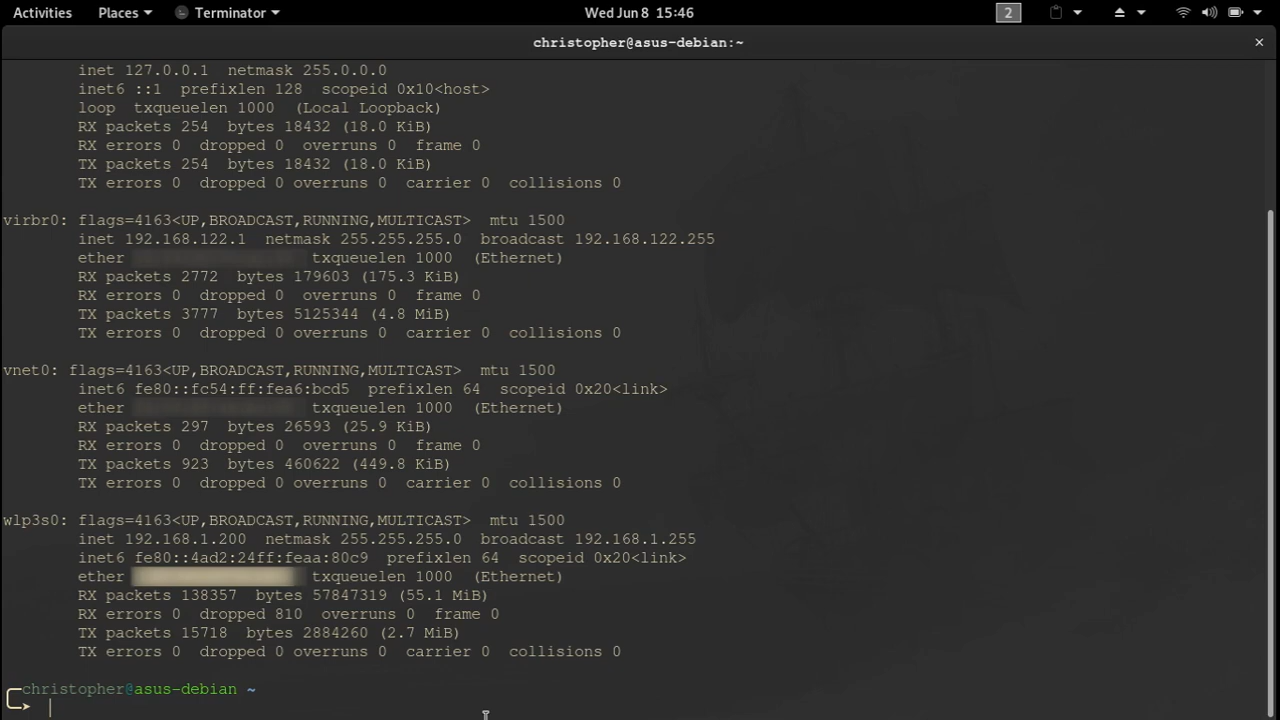 Activities Places Terminator Wed Jun 8 15:46 2
christopher@asus-debian:~ ×
inet 127.0.0.1 netmask 255.0.0.0
inet6 ::1 prefixlen 128 scopeid 0x10<host>
loop txqueuelen 1000 (Local Loopback)
RX packets 254 bytes 18432 (18.0 KiB)
RX errors 0 dropped 0 overruns 0 frame 0
TX packets 254 bytes 18432 (18.0 KiB)
TX errors 0 dropped 0 overruns 0 carrier 0 collisions 0
virbr0: flags=4163<UP,BROADCAST,RUNNING,MULTICAST> mtu 1500
inet 192.168.122.1 netmask 255.255.255.0 broadcast 192.168.122.255
ether txqueuelen 1000 (Ethernet)
RX packets 2772 bytes 179603 (175.3 KiB)
RX errors 0 dropped 0 overruns 0 frame 0
TX packets 3777 bytes 5125344 (4.8 MiB)
TX errors 0 dropped 0 overruns 0 carrier 0 collisions 0
vnet0: flags=4163<UP,BROADCAST,RUNNING,MULTICAST> mtu 1500
inet6 fe80::fc54:ff:fea6:bcd5 prefixlen 64 scopeid 0x20<link>
ether txqueuelen 1000 (Ethernet)
RX packets 297 bytes 26593 (25.9 KiB)
RX errors 0 dropped 0 overruns 0 frame 0
TX packets 923 bytes 460622 (449.8 KiB)
TX errors 0 dropped 0 overruns 0 carrier 0 collisions 0
wlp3s0: flags=4163<UP,BROADCAST,RUNNING,MULTICAST> mtu 1500
inet 192.168.1.200 netmask 255.255.255.0 broadcast 192.168.1.255
inet6 fe80::4ad2:24ff:feaa:80c9 prefixlen 64 scopeid 0x20<link>
ether txqueuelen 1000 (Ethernet)
RX packets 138357 bytes 57847319 (55.1 MiB)
RX errors 0 dropped 810 overruns 0 frame 0
TX packets 15718 bytes 2884260 (2.7 MiB)
TX errors 0 dropped 0 overruns 0 carrier 0 collisions 0
christopher@asus-debian ~